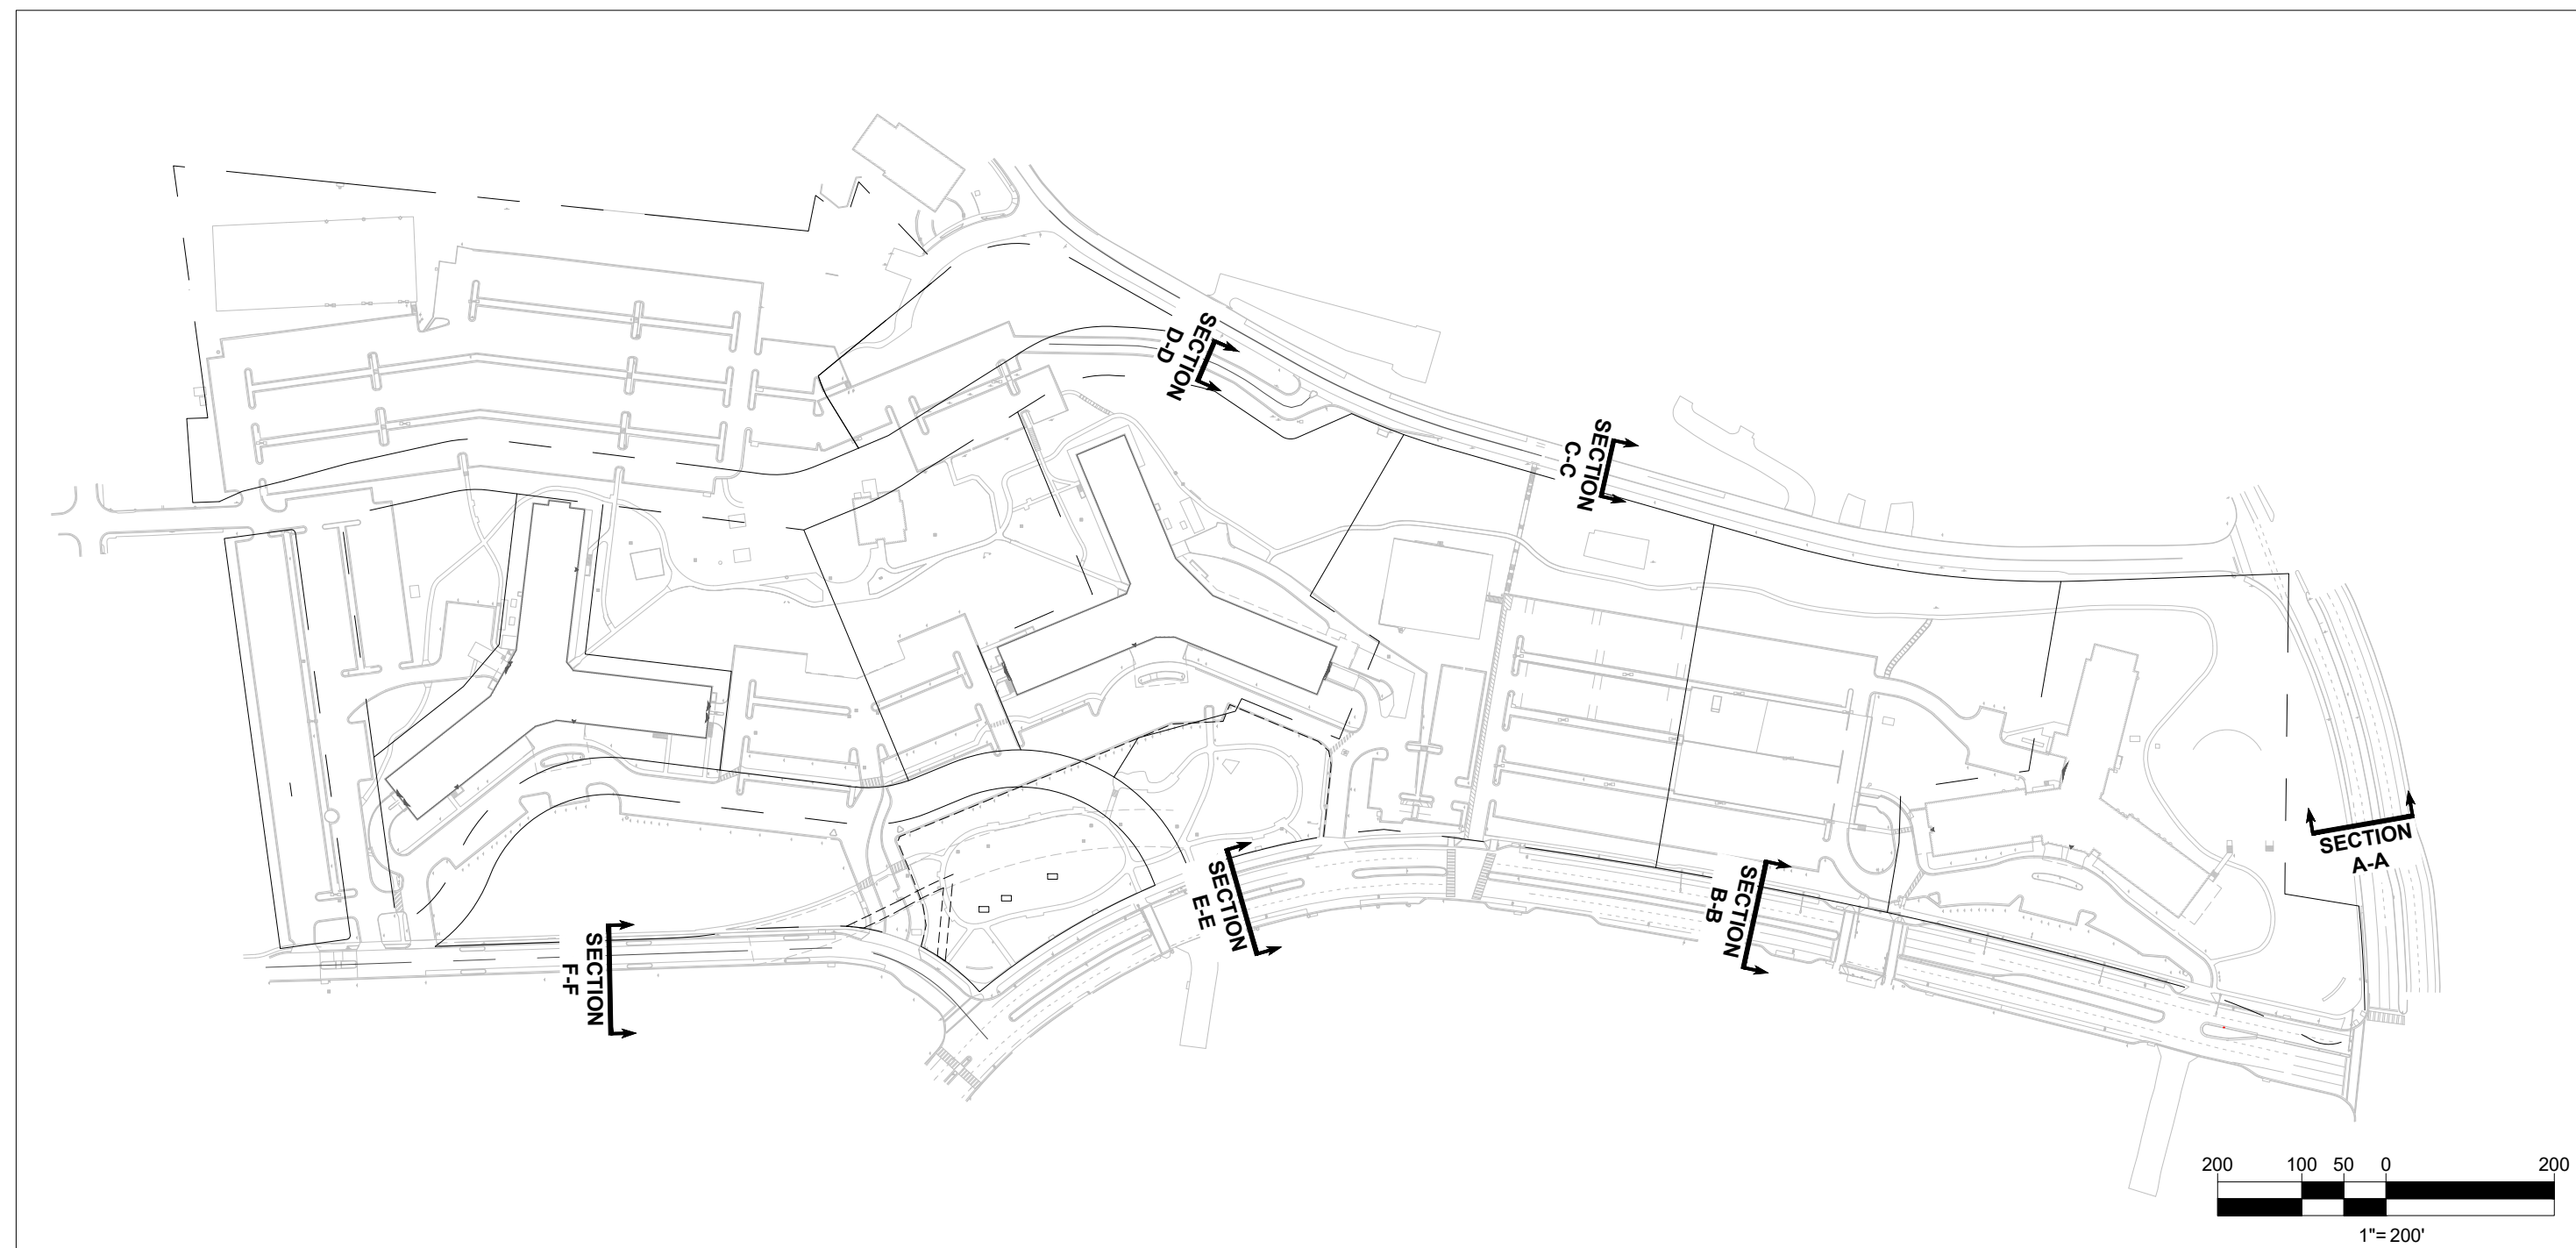 SECTION
D-D
SECTION
C-C
SECTION
A-A
SECTION
E-E
SECTION
B-B
SECTION
F-F
200 100 50 0 200
1"= 200'